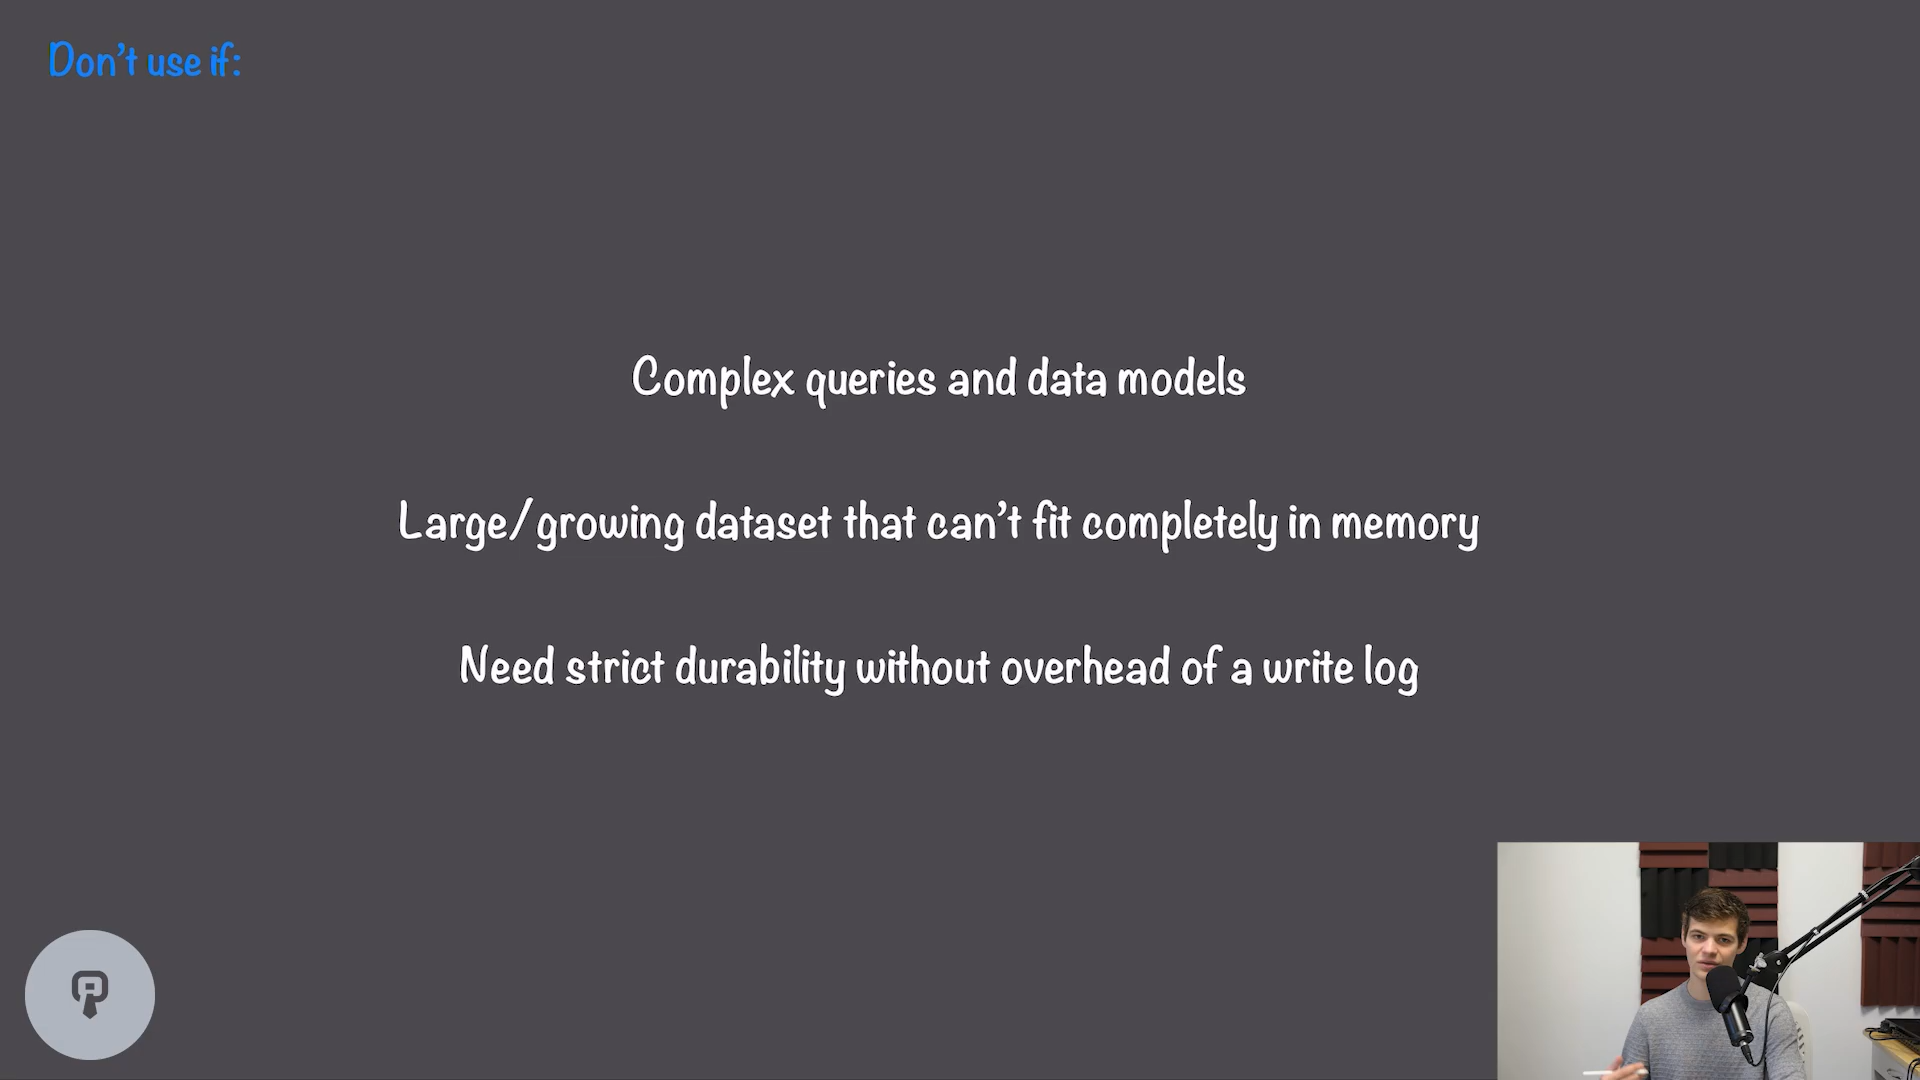 Don't use if:
Complex queries and data models
Large/growing dataset that can't fit completely in memory
Need strict durability without overhead of a write log